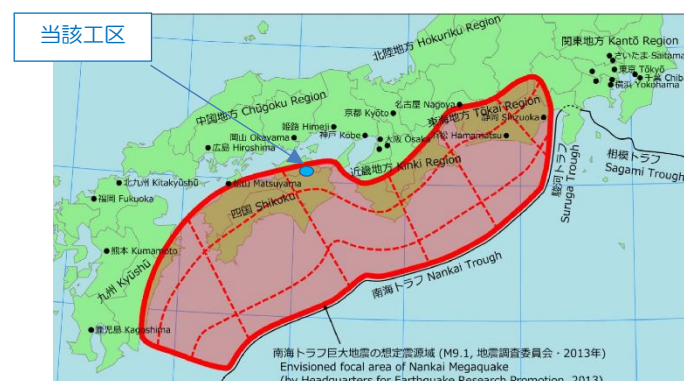 当該工区
北陸地方 Hokuriku Region
関東地方 Kantō Region
さいたま Saitama
東京 Tōkyō
千葉 Chiba
横浜 Yokohama
中国地方 Chūgoku Region
名古屋 Nagoya
京都 Kyōto
東海地方 Tōkai Region
静岡 Shizuoka
姫路 Himeji
岡山 Okayama
神戸 Kobe
大阪 Osaka
浜松 Hamamatsu
広島 Hiroshima
近畿地方 Kinki Region
相模トラフ
Sagami Trough
駿河トラフ
Suruga Trough
北九州 Kitakyūshū
松山 Matsuyama
福岡 Fukuoka
四国 Shikoku
熊本 Kumamoto
九州 Kyūshū
南海トラフ Nankai Trough
鹿児島 Kagoshima
南海トラフ巨大地震の想定震源域 (M9.1, 地震調査委員会・2013年)
Envisioned focal area of Nankai Megaquake
(by Headquarters for Earthquake Research Promotion, 2013)